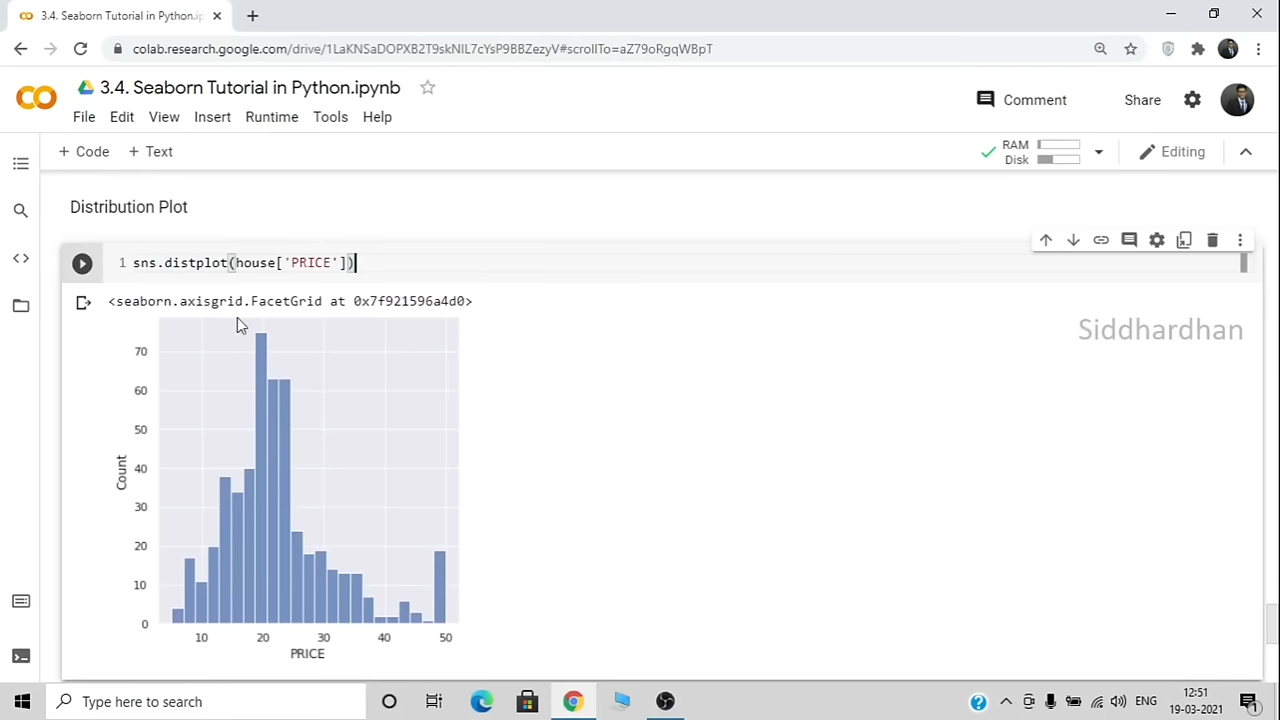 3.4. Seaborn Tutorial in Python.ip
colab.research.google.com/drive/1LaKNSaDOPXB2T9skNIL7cYsP9BBZezyV#scrollTo=aZ79oRgqWBpT
3.4. Seaborn Tutorial in Python.ipynb
File Edit View Insert Runtime Tools Help
Comment Share
+ Code + Text
RAM
Disk
Editing
Distribution Plot
1 sns.distplot(house['PRICE'])
<seaborn.axisgrid.FacetGrid at 0x7f921596a4d0>
Siddhardhan
70
60
50
40
30
20
10
0
Count
10 20 30 40 50
PRICE
Type here to search
ENG
12:51
19-03-2021
1